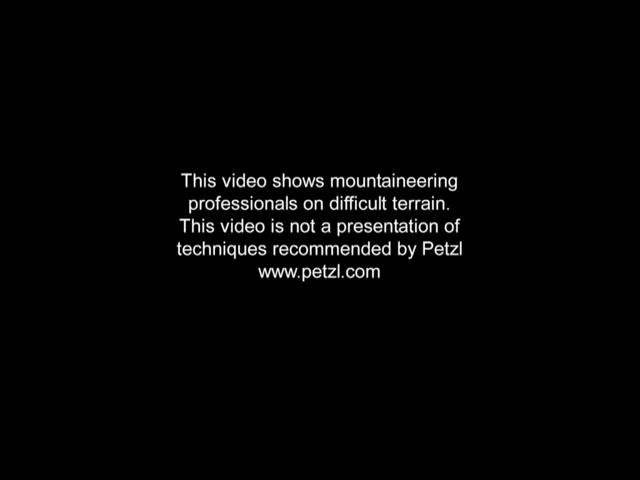 This video shows mountaineering
professionals on difficult terrain.
This video is not a presentation of
techniques recommended by Petzl
www.petzl.com